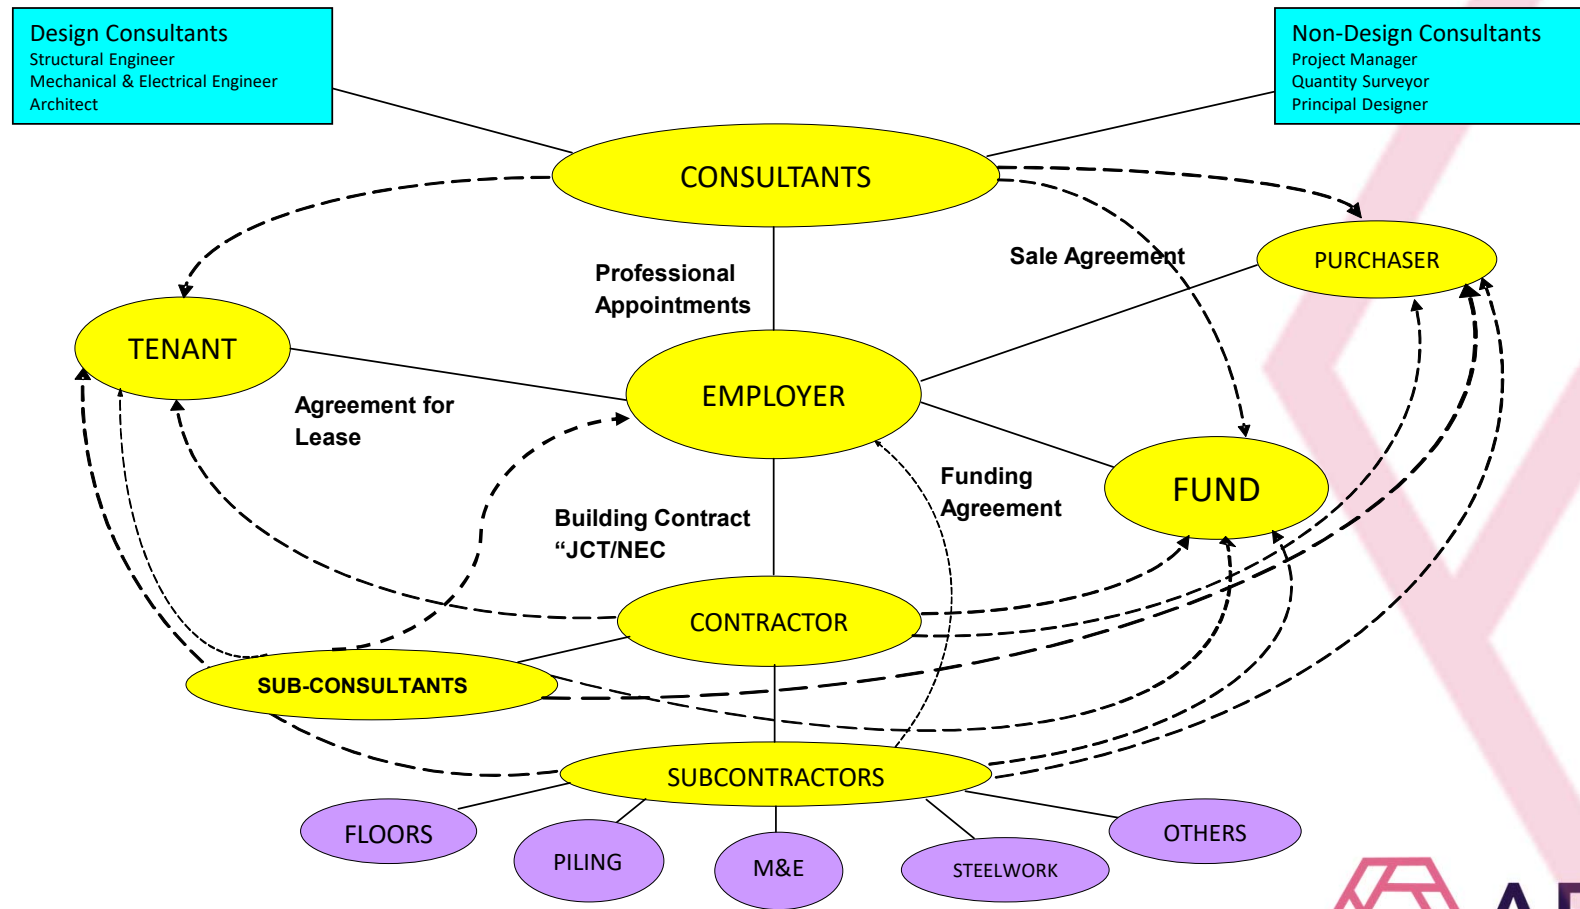 Design Consultants
Structural Engineer
Mechanical & Electrical Engineer
Architect
Non-Design Consultants
Project Manager
Quantity Surveyor
Principal Designer
CONSULTANTS
Professional
Appointments
Sale Agreement
PURCHASER
TENANT
EMPLOYER
Agreement for
Lease
Funding
Agreement
FUND
Building Contract
“JCT/NEC
CONTRACTOR
SUB-CONSULTANTS
SUBCONTRACTORS
FLOORS
PILING
M&E
STEELWORK
OTHERS